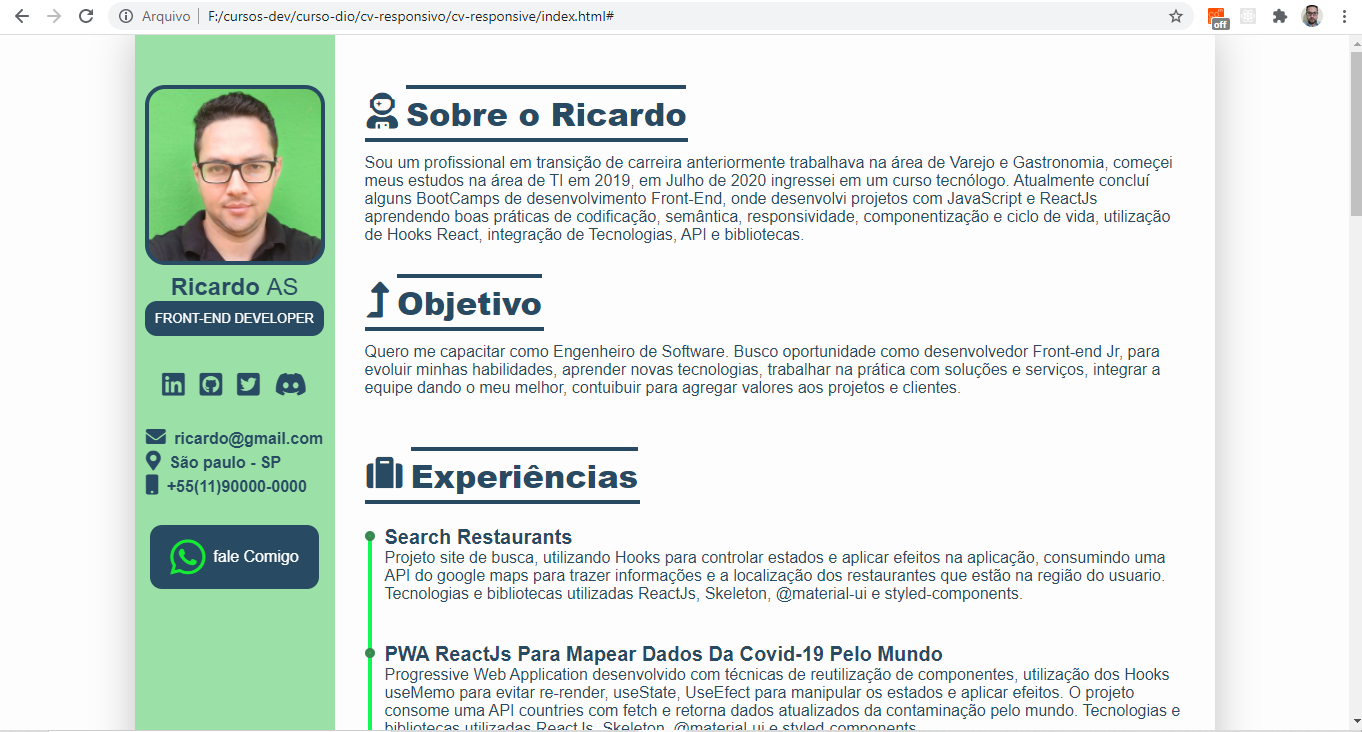 Arquivo
F:/cursos-dev/curso-dio/cv-responsivo/cv-responsive/index.html#
off
Ricardo AS
FRONT-END DEVELOPER
in
ricardo@gmail.com
São paulo - SP
+55(11)90000-0000
fale Comigo
Sobre o Ricardo
Sou um profissional em transição de carreira anteriormente trabalhava na área de Varejo e Gastronomia, começei
meus estudos na área de TI em 2019, em Julho de 2020 ingressei em um curso tecnólogo. Atualmente concluí
alguns BootCamps de desenvolvimento Front-End, onde desenvolvi projetos com JavaScript e ReactJs
aprendendo boas práticas de codificação, semântica, responsividade, componentização e ciclo de vida, utilização
de Hooks React, integração de Tecnologias, API e bibliotecas.
Objetivo
Quero me capacitar como Engenheiro de Software. Busco oportunidade como desenvolvedor Front-end Jr, para
evoluir minhas habilidades, aprender novas tecnologias, trabalhar na prática com soluções e serviços, integrar a
equipe dando o meu melhor, contuibuir para agregar valores aos projetos e clientes.
Experiências
Search Restaurants
Projeto site de busca, utilizando Hooks para controlar estados e aplicar efeitos na aplicação, consumindo uma
API do google maps para trazer informações e a localização dos restaurantes que estão na região do usuario.
Tecnologias e bibliotecas utilizadas ReactJs, Skeleton, @material-ui e styled-components.
PWA ReactJs Para Mapear Dados Da Covid-19 Pelo Mundo
Progressive Web Application desenvolvido com técnicas de reutilização de componentes, utilização dos Hooks
useMemo para evitar re-render, useState, UseEfect para manipular os estados e aplicar efeitos. O projeto
consome uma API countries com fetch e retorna dados atualizados da contaminação pelo mundo. Tecnologias e
bibliotecas utilizadas ReactJs, Skeleton, @material-ui e styled-components.